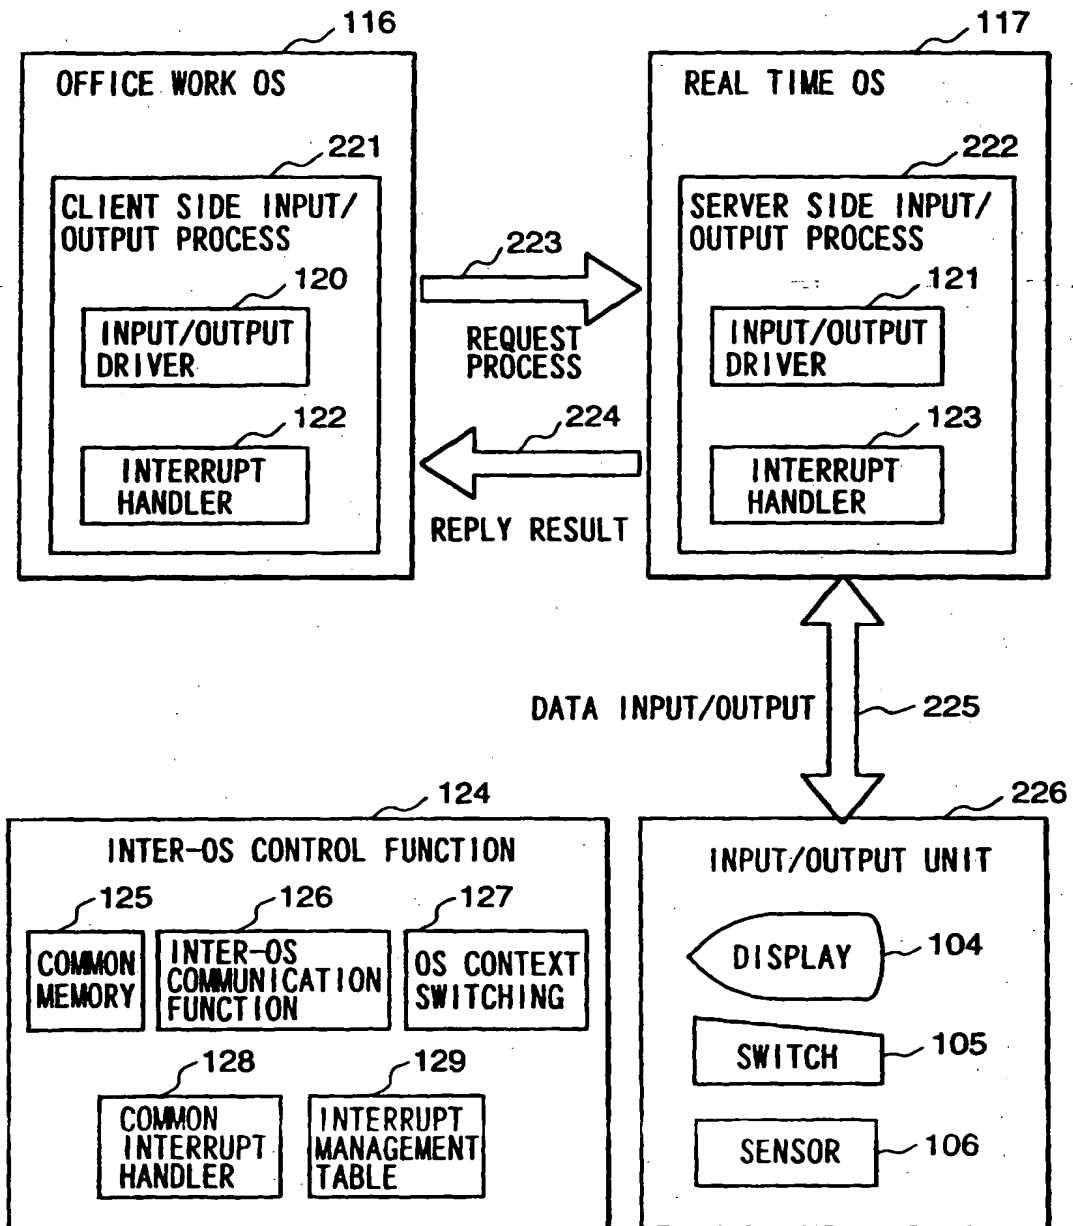 116
117
OFFICE WORK OS
REAL TIME OS
221
222
CLIENT SIDE INPUT/
OUTPUT PROCESS
SERVER SIDE INPUT/
OUTPUT PROCESS
223
120
121
INPUT/OUTPUT
DRIVER
REQUEST
PROCESS
INPUT/OUTPUT
DRIVER
122
224
123
INTERRUPT
HANDLER
INTERRUPT
HANDLER
REPLY RESULT
DATA INPUT/OUTPUT
225
124
226
INTER-OS CONTROL FUNCTION
INPUT/OUTPUT UNIT
125
126
127
COMMON
MEMORY
INTER-OS
COMMUNICATION
FUNCTION
OS CONTEXT
SWITCHING
DISPLAY
104
SWITCH
105
128
129
COMMON
INTERRUPT
HANDLER
INTERRUPT
MANAGEMENT
TABLE
SENSOR
106